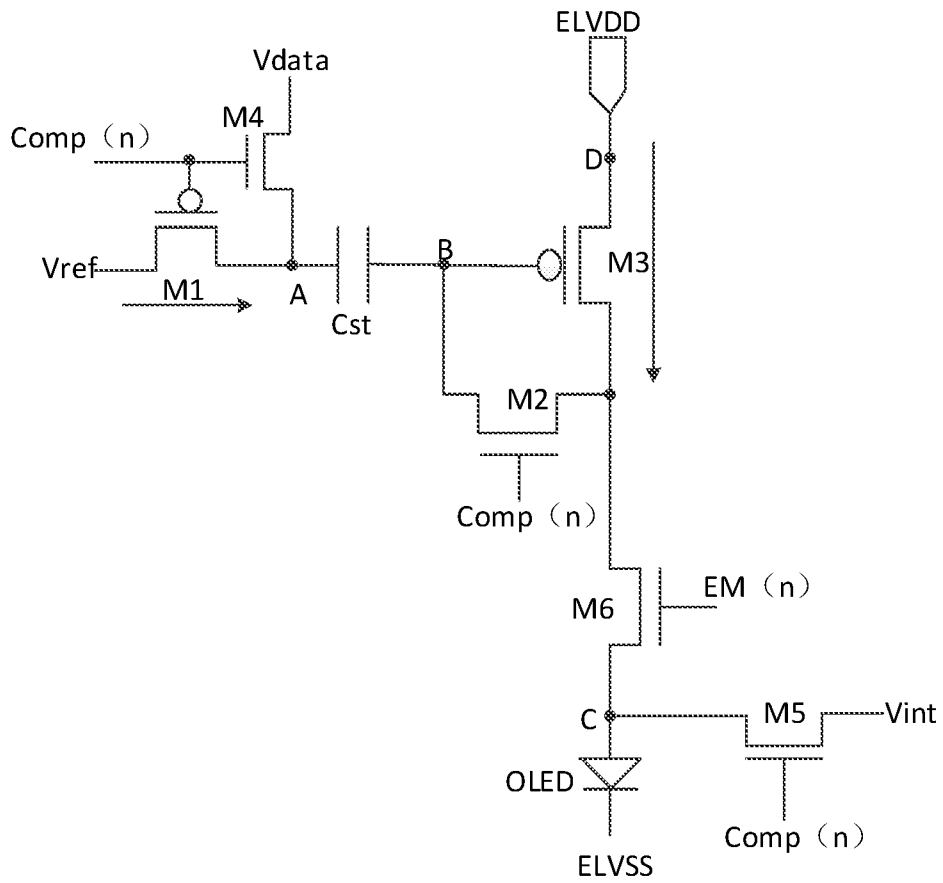 ELVDD
Vdata
M4
Comp（n）
D
B
M3
Vref
M1
A
Cst
M2
Comp（n）
EM（n）
M6
C
M5
Vint
OLED
Comp（n）
ELVSS